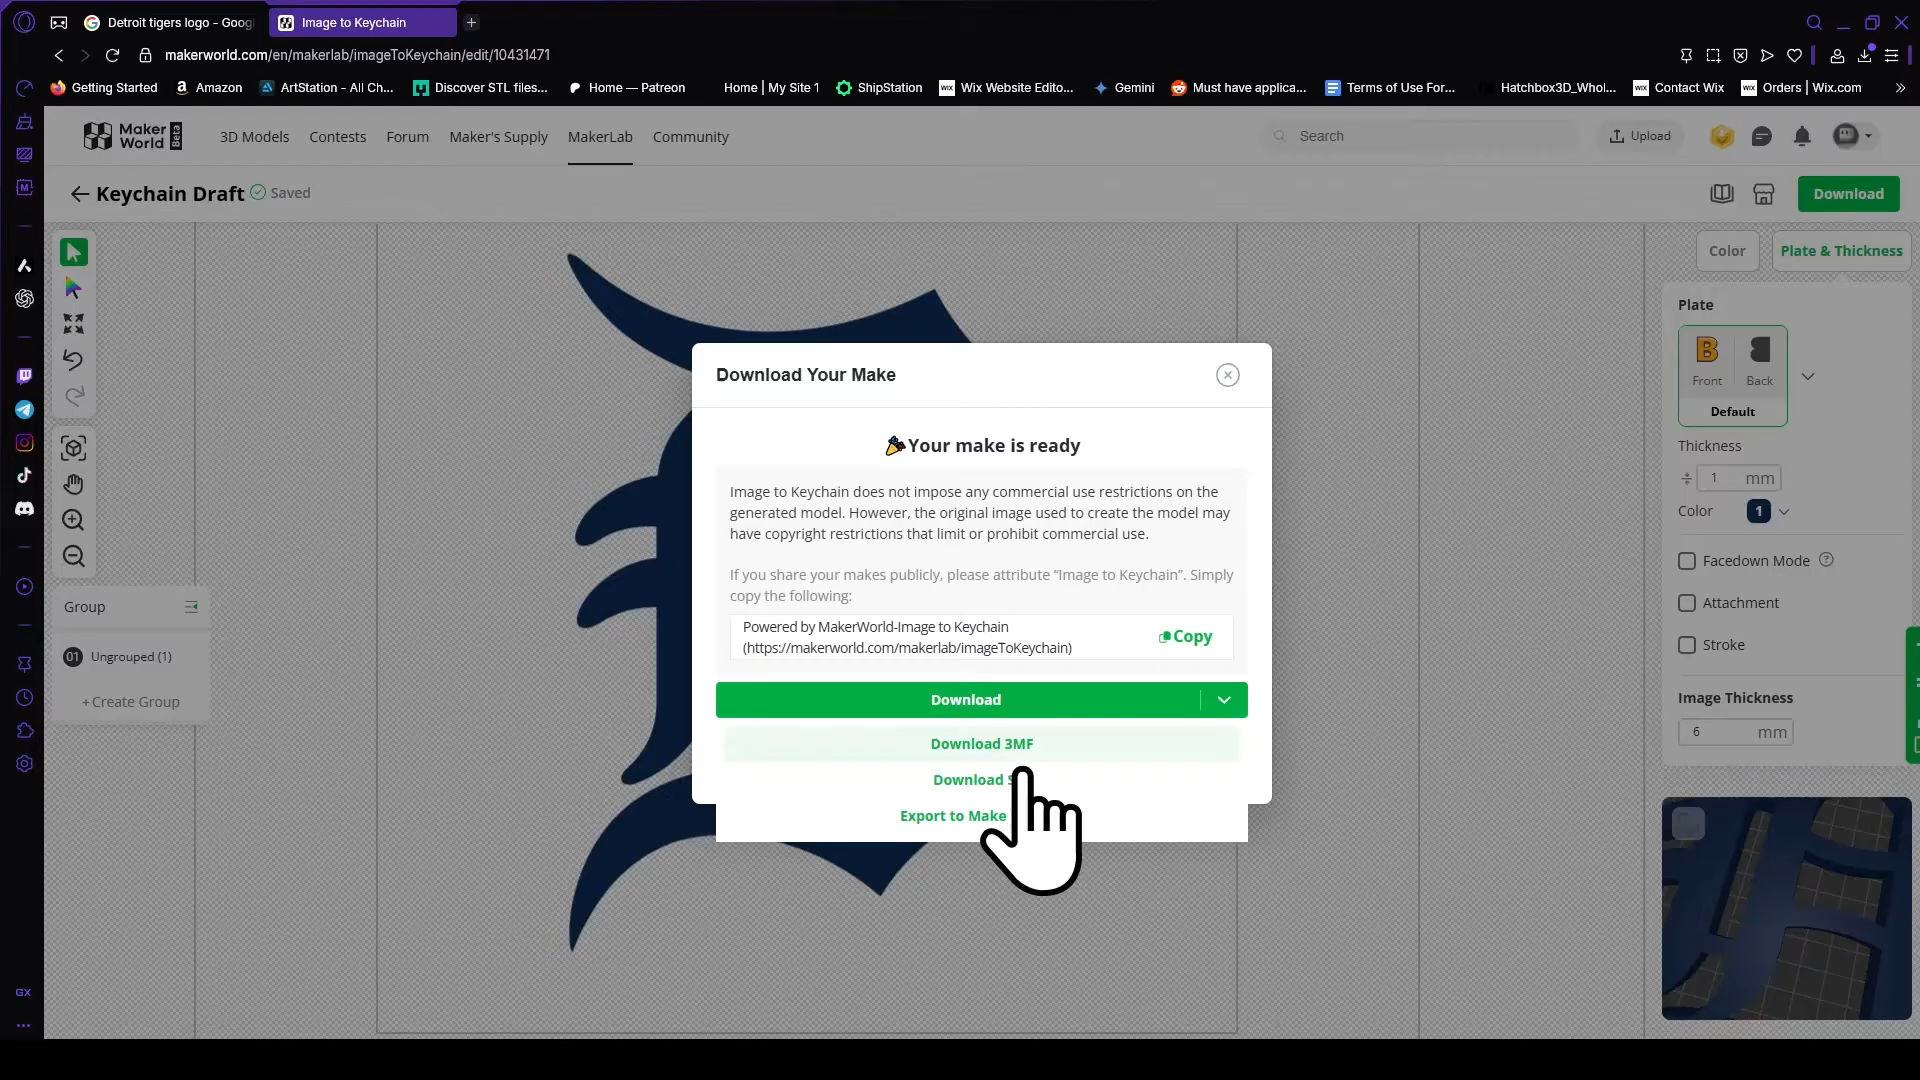 Detroit tigers logo - Goog
Image to Keychain
makerworld.com/en/makerlab/imageToKeychain/edit/10431471
Getting Started
Amazon
ArtStation - All Ch...
Discover STL files...
Home — Patreon
Home | My Site 1
ShipStation
Wix Website Edito...
Gemini
Must have applica...
Terms of Use For...
Hatchbox3D_Whol...
Contact Wix
Orders | Wix.com
Maker World Beta
3D Models
Contests
Forum
Maker's Supply
MakerLab
Community
Search
Upload
Keychain Draft
Saved
Download
Color
Plate & Thickness
Plate
B
B
Front
Back
Default
Thickness
1 mm
Color
1
Facedown Mode
Attachment
Stroke
Image Thickness
6 mm
Group
01 Ungrouped (1)
+ Create Group
GX
Download Your Make
Your make is ready
Image to Keychain does not impose any commercial use restrictions on the
generated model. However, the original image used to create the model may
have copyright restrictions that limit or prohibit commercial use.
If you share your makes publicly, please attribute “Image to Keychain”. Simply
copy the following:
Powered by MakerWorld-Image to Keychain
(https://makerworld.com/makerlab/imageToKeychain)
Copy
Download
Download 3MF
Download
Export to Make